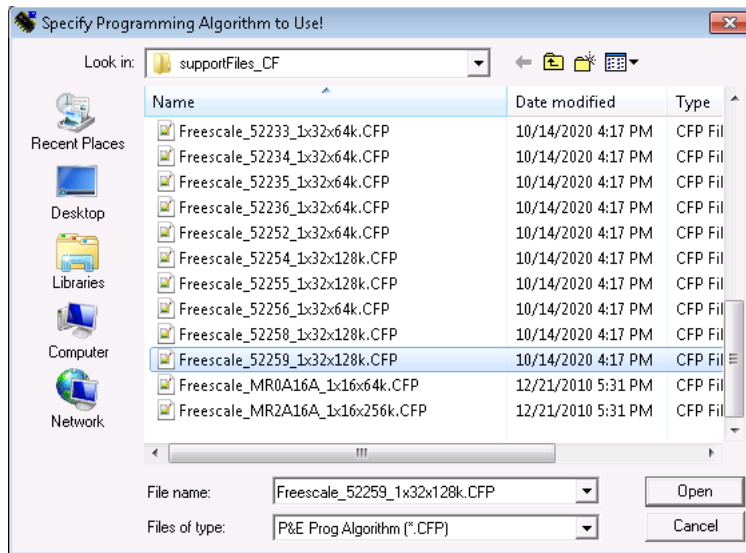 Specify Programming Algorithm to Use!
Look in: supportFiles_CF
Name Date modified Type
Freescale_52233_1x32x64k.CFP 10/14/2020 4:17 PM CFP Fil
Freescale_52234_1x32x64k.CFP 10/14/2020 4:17 PM CFP Fil
Freescale_52235_1x32x64k.CFP 10/14/2020 4:17 PM CFP Fil
Freescale_52236_1x32x64k.CFP 10/14/2020 4:17 PM CFP Fil
Freescale_52252_1x32x64k.CFP 10/14/2020 4:17 PM CFP Fil
Freescale_52254_1x32x128k.CFP 10/14/2020 4:17 PM CFP Fil
Freescale_52255_1x32x128k.CFP 10/14/2020 4:17 PM CFP Fil
Freescale_52256_1x32x64k.CFP 10/14/2020 4:17 PM CFP Fil
Freescale_52258_1x32x128k.CFP 10/14/2020 4:17 PM CFP Fil
Freescale_52259_1x32x128k.CFP 10/14/2020 4:17 PM CFP Fil
Freescale_MR0A16A_1x16x64k.CFP 12/21/2010 5:31 PM CFP Fil
Freescale_MR2A16A_1x16x256k.CFP 12/21/2010 5:31 PM CFP Fil
Recent Places
Desktop
Libraries
Computer
Network
File name: Freescale_52259_1x32x128k.CFP Open
Files of type: P&E Prog Algorithm (*.CFP) Cancel